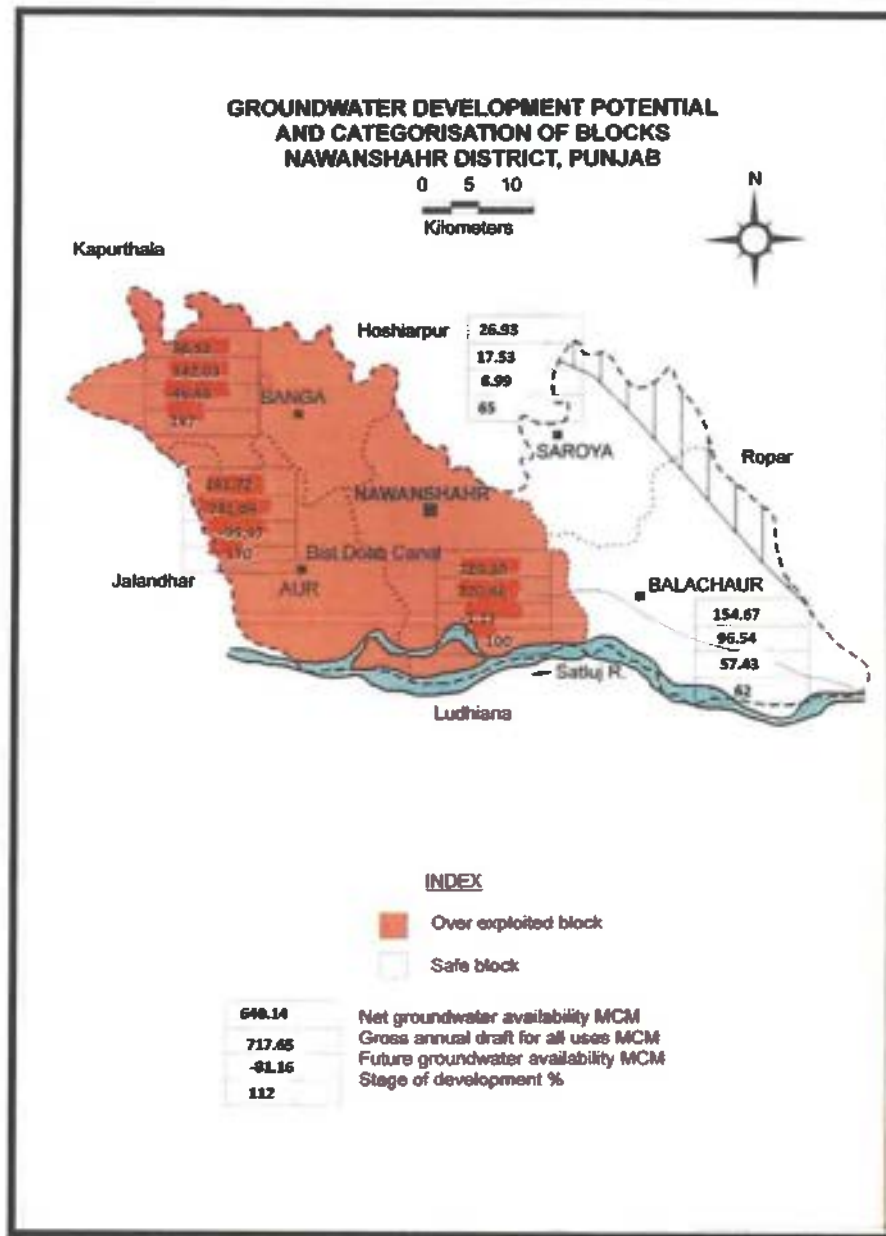 GROUNDWATER DEVELOPMENT POTENTIAL
AND CATEGORISATION OF BLOCKS
NAWANSHAHR DISTRICT, PUNJAB
0 5 10
Kilometers
N
Kapurthala
Hoshiarpur
26.93
17.53
6.99
65
BANGA
SAROYA
Ropar
NAWANSHAHR
Bist Doab Canal
Jalandhar
AUR
BALACHAUR
154.67
96.54
57.43
62
100
Satluj R.
Ludhiana
INDEX
Over exploited block
Safe block
640.14 Net groundwater availability MCM
717.65 Gross annual draft for all uses MCM
-81.16 Future groundwater availability MCM
112 Stage of development %